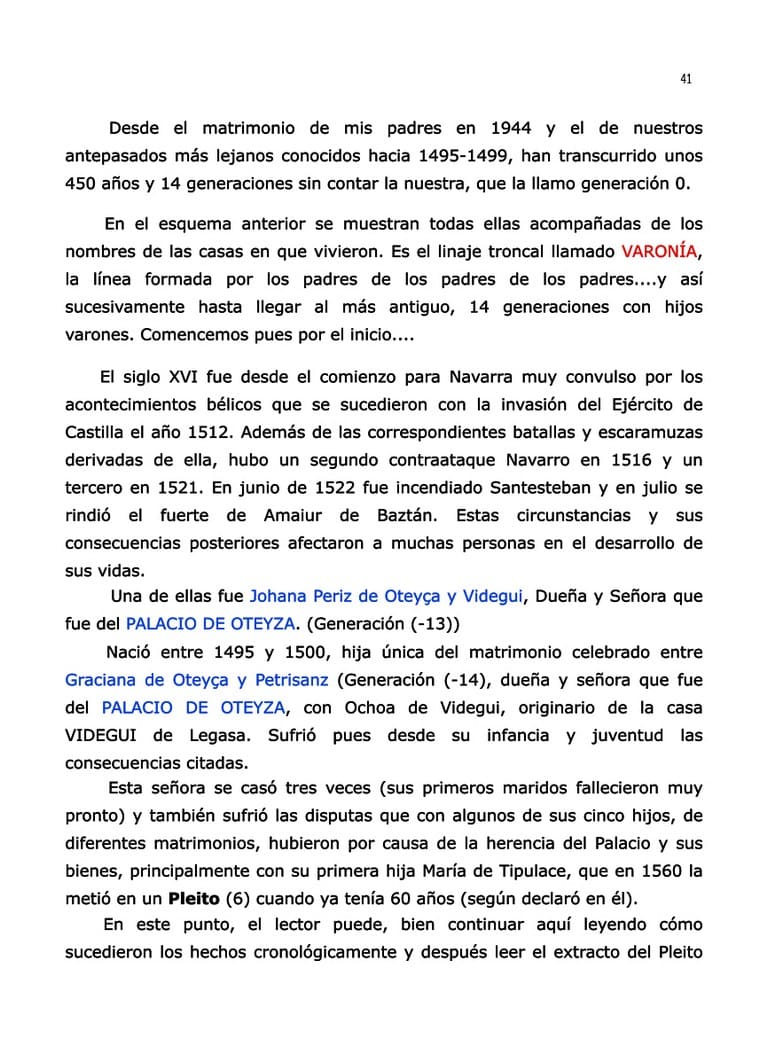 41
Desde el matrimonio de mis padres en 1944 y el de nuestros
antepasados más lejanos conocidos hacia 1495-1499, han transcurrido unos
450 años y 14 generaciones sin contar la nuestra, que la llamo generación 0.
En el esquema anterior se muestran todas ellas acompañadas de los
nombres de las casas en que vivieron. Es el linaje troncal llamado VARONÍA,
la línea formada por los padres de los padres de los padres....y así
sucesivamente hasta llegar al más antiguo, 14 generaciones con hijos
varones. Comencemos pues por el inicio....
El siglo XVI fue desde el comienzo para Navarra muy convulso por los
acontecimientos bélicos que se sucedieron con la invasión del Ejército de
Castilla el año 1512. Además de las correspondientes batallas y escaramuzas
derivadas de ella, hubo un segundo contraataque Navarro en 1516 y un
tercero en 1521. En junio de 1522 fue incendiado Santesteban y en julio se
rindió el fuerte de Amaiur de Baztán. Estas circunstancias y sus
consecuencias posteriores afectaron a muchas personas en el desarrollo de
sus vidas.
Una de ellas fue Johana Periz de Oteyça y Videgui, Dueña y Señora que
fue del PALACIO DE OTEYZA. (Generación (-13))
Nació entre 1495 y 1500, hija única del matrimonio celebrado entre
Graciana de Oteyça y Petrisanz (Generación (-14), dueña y señora que fue
del PALACIO DE OTEYZA, con Ochoa de Videgui, originario de la casa
VIDEGUI de Legasa. Sufrió pues desde su infancia y juventud las
consecuencias citadas.
Esta señora se casó tres veces (sus primeros maridos fallecieron muy
pronto) y también sufrió las disputas que con algunos de sus cinco hijos, de
diferentes matrimonios, hubieron por causa de la herencia del Palacio y sus
bienes, principalmente con su primera hija María de Tipulace, que en 1560 la
metió en un Pleito (6) cuando ya tenía 60 años (según declaró en él).
En este punto, el lector puede, bien continuar aquí leyendo cómo
sucedieron los hechos cronológicamente y después leer el extracto del Pleito